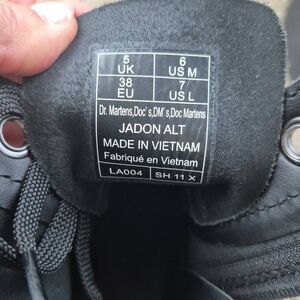 5 6
UK US M
38 7
EU US L
Dr. Martens,Doc's,DM's,Doc Martens
JADON ALT
MADE IN VIETNAM
Fabriqué en Vietnam
LA004 SH 11 X